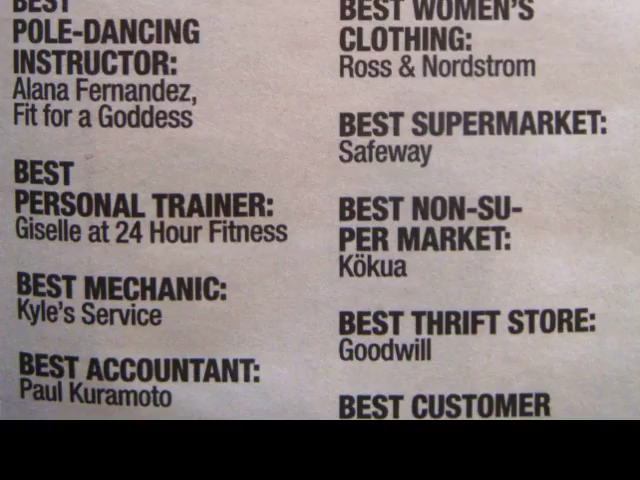 BEST
POLE-DANCING
INSTRUCTOR:
Alana Fernandez,
Fit for a Goddess
BEST
PERSONAL TRAINER:
Giselle at 24 Hour Fitness
BEST MECHANIC:
Kyle's Service
BEST ACCOUNTANT:
Paul Kuramoto
BEST WOMEN'S
CLOTHING:
Ross & Nordstrom
BEST SUPERMARKET:
Safeway
BEST NON-SU-
PER MARKET:
Kōkua
BEST THRIFT STORE:
Goodwill
BEST CUSTOMER